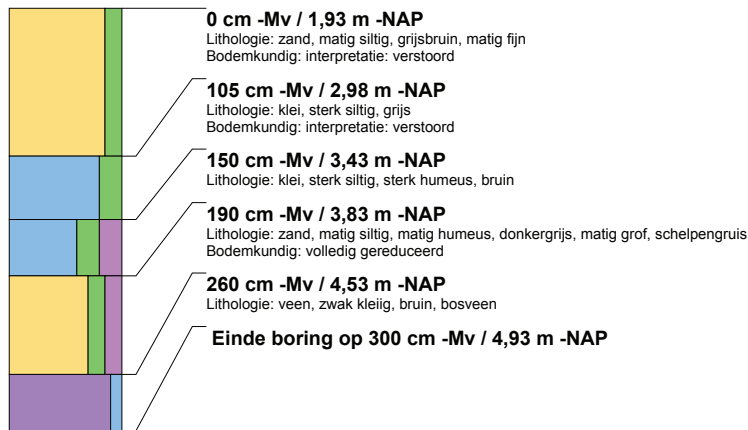 0 cm -Mv / 1,93 m -NAP
Lithologie: zand, matig siltig, grijsbruin, matig fijn
Bodemkundig: interpretatie: verstoord
105 cm -Mv / 2,98 m -NAP
Lithologie: klei, sterk siltig, grijs
Bodemkundig: interpretatie: verstoord
150 cm -Mv / 3,43 m -NAP
Lithologie: klei, sterk siltig, sterk humeus, bruin
190 cm -Mv / 3,83 m -NAP
Lithologie: zand, matig siltig, matig humeus, donkergrijs, matig grof, schelpengruis
Bodemkundig: volledig gereduceerd
260 cm -Mv / 4,53 m -NAP
Lithologie: veen, zwak kleiig, bruin, bosveen
Einde boring op 300 cm -Mv / 4,93 m -NAP